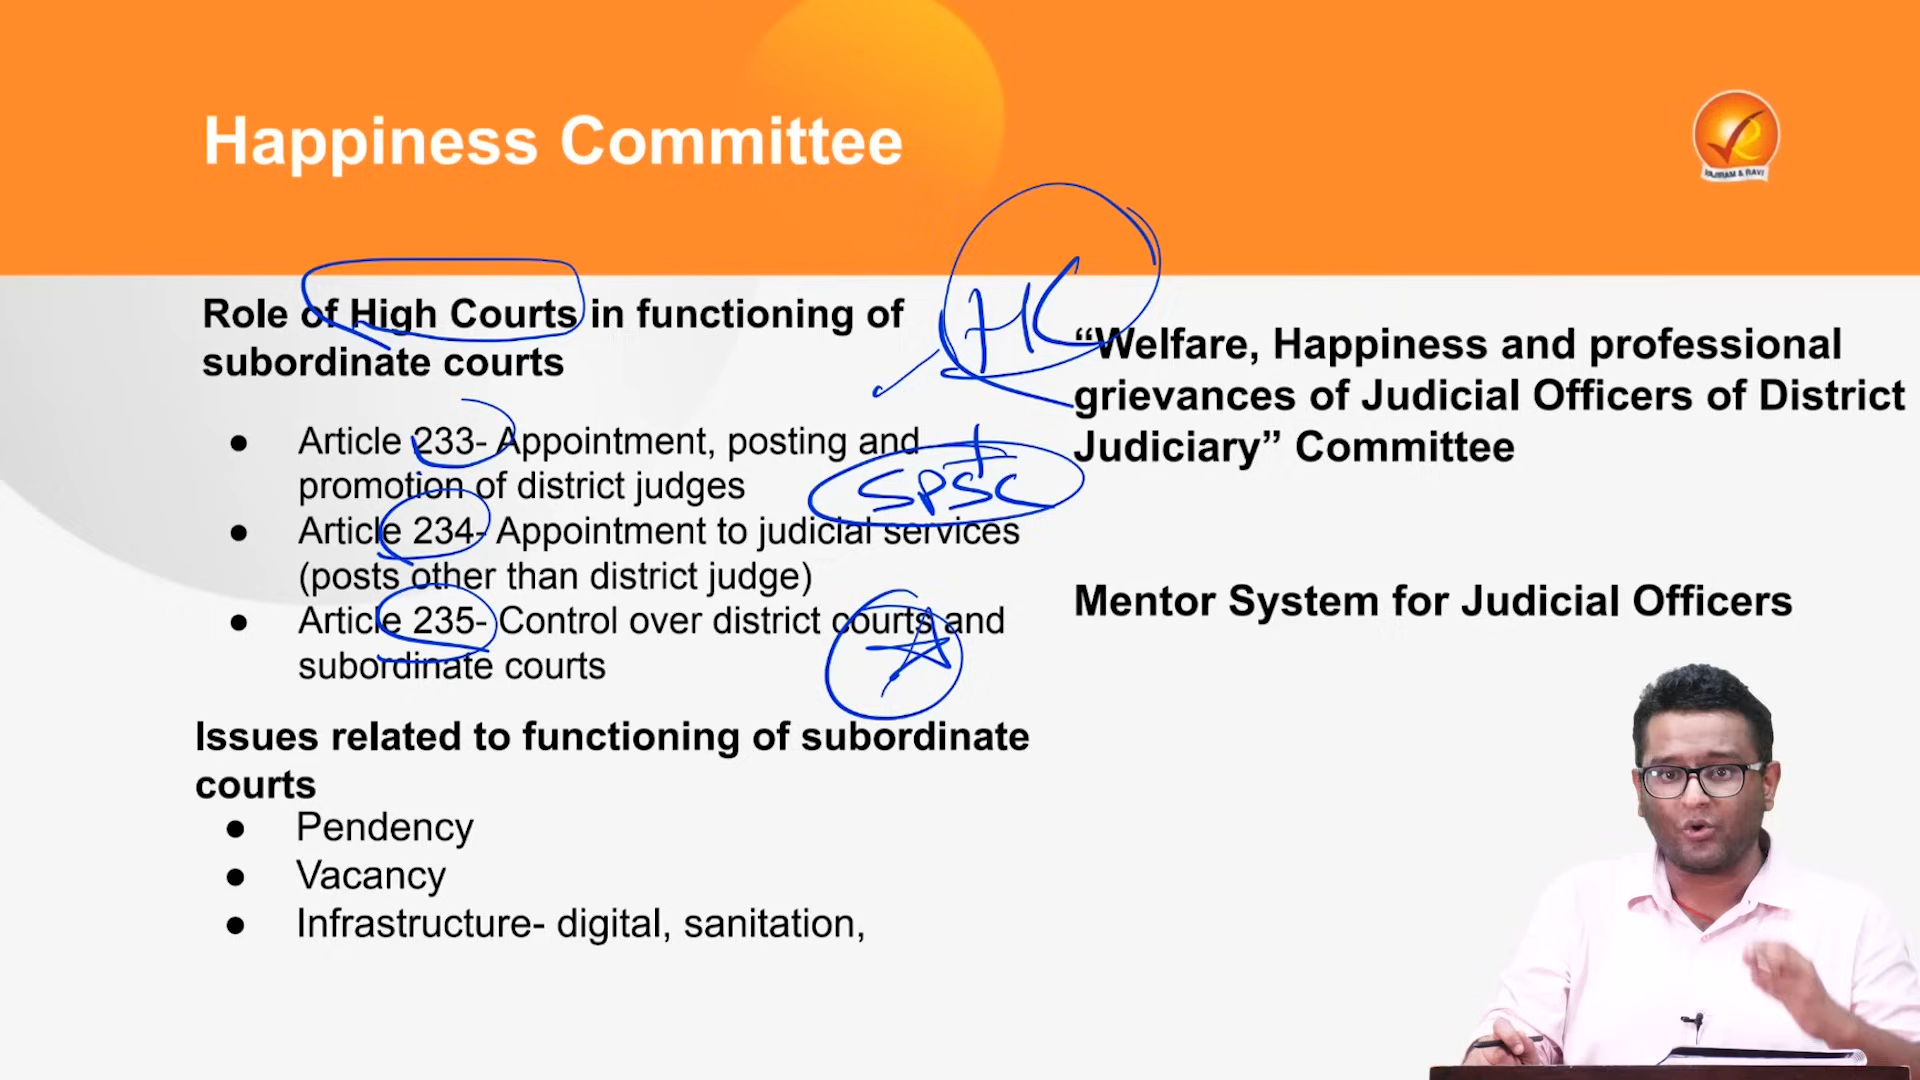 Happiness Committee
VAJIRAM & RAVI
Role of High Courts in functioning of
subordinate courts
● Article 233- Appointment, posting and
promotion of district judges
● Article 234- Appointment to judicial services
(posts other than district judge)
● Article 235- Control over district courts and
subordinate courts
HC
+
SPSC
Issues related to functioning of subordinate
courts
● Pendency
● Vacancy
● Infrastructure- digital, sanitation,
“Welfare, Happiness and professional
grievances of Judicial Officers of District
Judiciary” Committee
Mentor System for Judicial Officers